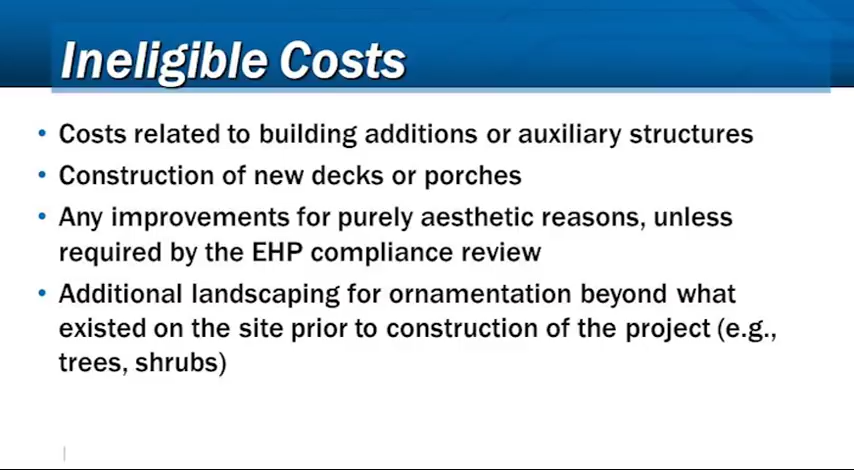 Ineligible Costs
• Costs related to building additions or auxiliary structures
• Construction of new decks or porches
• Any improvements for purely aesthetic reasons, unless
required by the EHP compliance review
• Additional landscaping for ornamentation beyond what
existed on the site prior to construction of the project (e.g.,
trees, shrubs)